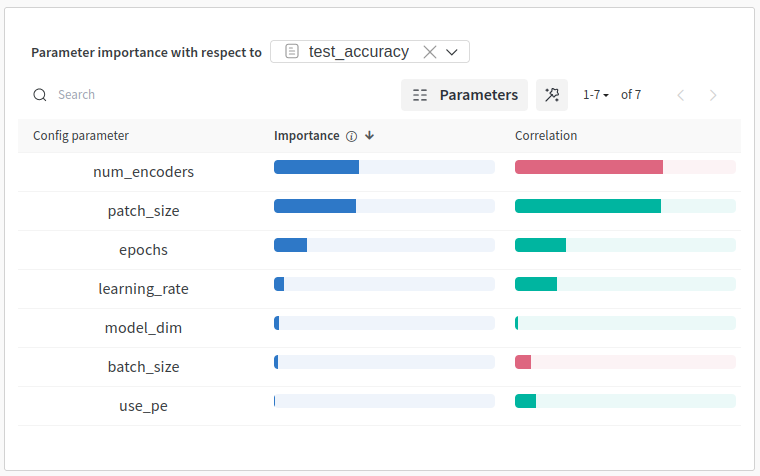 Parameter importance with respect to test_accuracy
Search Parameters 1-7 of 7
Config parameter Importance Correlation
num_encoders
patch_size
epochs
learning_rate
model_dim
batch_size
use_pe